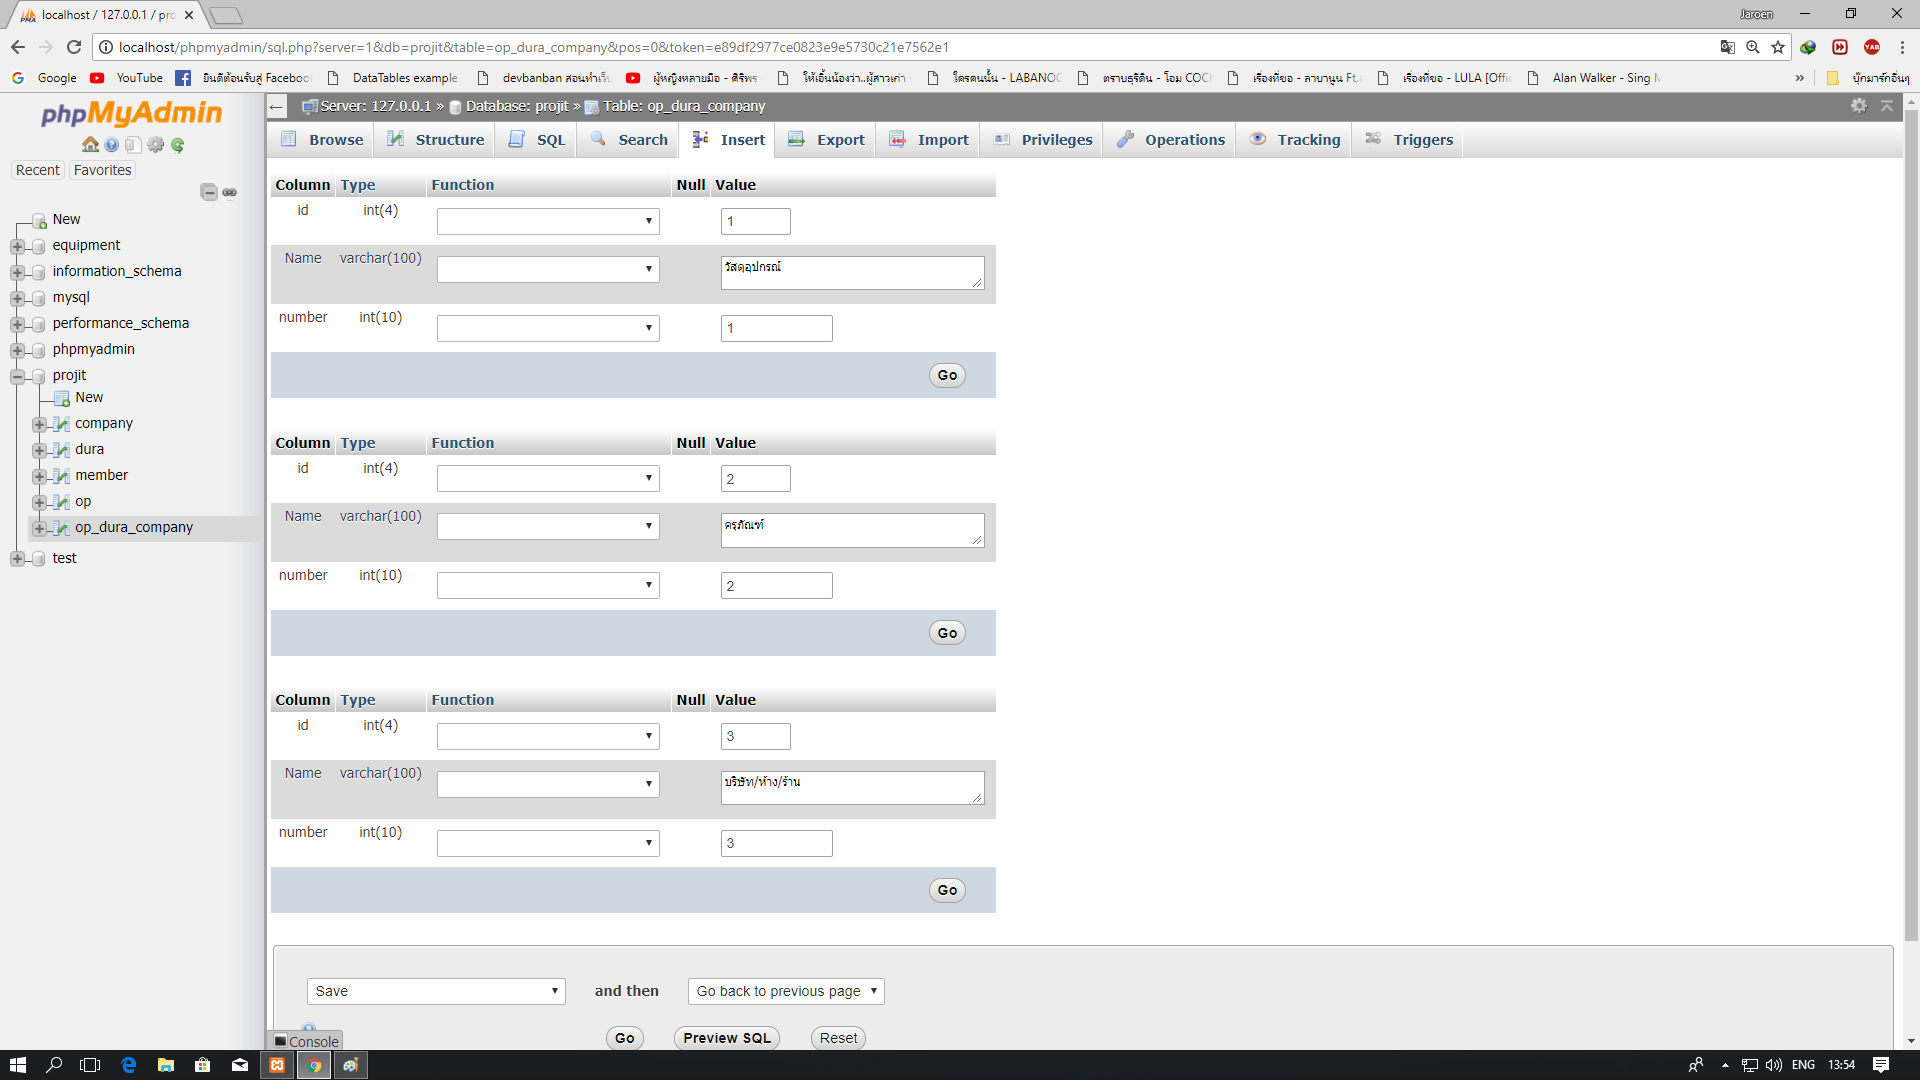 localhost / 127.0.0.1 / pro
Jaroen
localhost/phpmyadmin/sql.php?server=1&db=projit&table=op_dura_company&pos=0&token=e89df2977ce0823e9e5730c21e7562e1
Google YouTube ยินดีต้อนรับสู่ Facebook DataTables example devbanban สอนทำเว็บ ผู้หญิงหลายมือ - ศิริพร ให้เอิ้นน้องว่า..ผู้สาวเก่า - ใครคนนั้น - LABANOO ตราบธุลีดิน - โอม COC เรื่องที่ขอ - ลาบานูน Ft. เรื่องที่ขอ - LULA [Offi Alan Walker - Sing M » บุ๊กมาร์กอื่นๆ
phpMyAdmin
Recent Favorites
New
equipment
information_schema
mysql
performance_schema
phpmyadmin
projit
New
company
dura
member
op
op_dura_company
test
Server: 127.0.0.1 » Database: projit » Table: op_dura_company
Browse Structure SQL Search Insert Export Import Privileges Operations Tracking Triggers
Column Type Function Null Value
id int(4) 1
Name varchar(100) วัสดุอุปกรณ์
number int(10) 1
Go
Column Type Function Null Value
id int(4) 2
Name varchar(100) ครุภัณฑ์
number int(10) 2
Go
Column Type Function Null Value
id int(4) 3
Name varchar(100) บริษัท/ห้าง/ร้าน
number int(10) 3
Go
Save and then Go back to previous page
Go Preview SQL Reset
Console
ENG 13:54